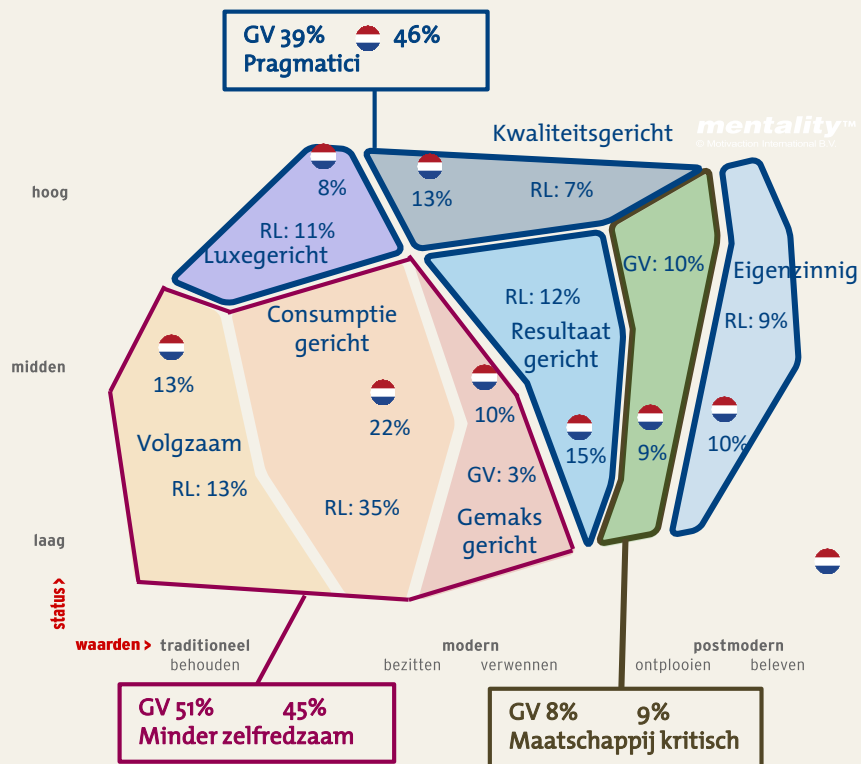 GV 39% 46%
Pragmatici
Kwaliteitsgericht
mentality™
© Motivaction International B.V.
hoog
8%
13%
RL: 7%
RL: 11%
Luxegericht
GV: 10%
Eigenzinnig
RL: 12%
Consumptie
gericht
Resultaat
gericht
RL: 9%
midden
13%
22%
10%
15%
9%
10%
Volgzaam
RL: 13%
GV: 3%
RL: 35%
Gemaks
gericht
laag
status >
waarden > traditioneel modern postmodern
behouden bezitten verwennen ontplooien beleven
GV 51% 45%
Minder zelfredzaam
GV 8% 9%
Maatschappij kritisch